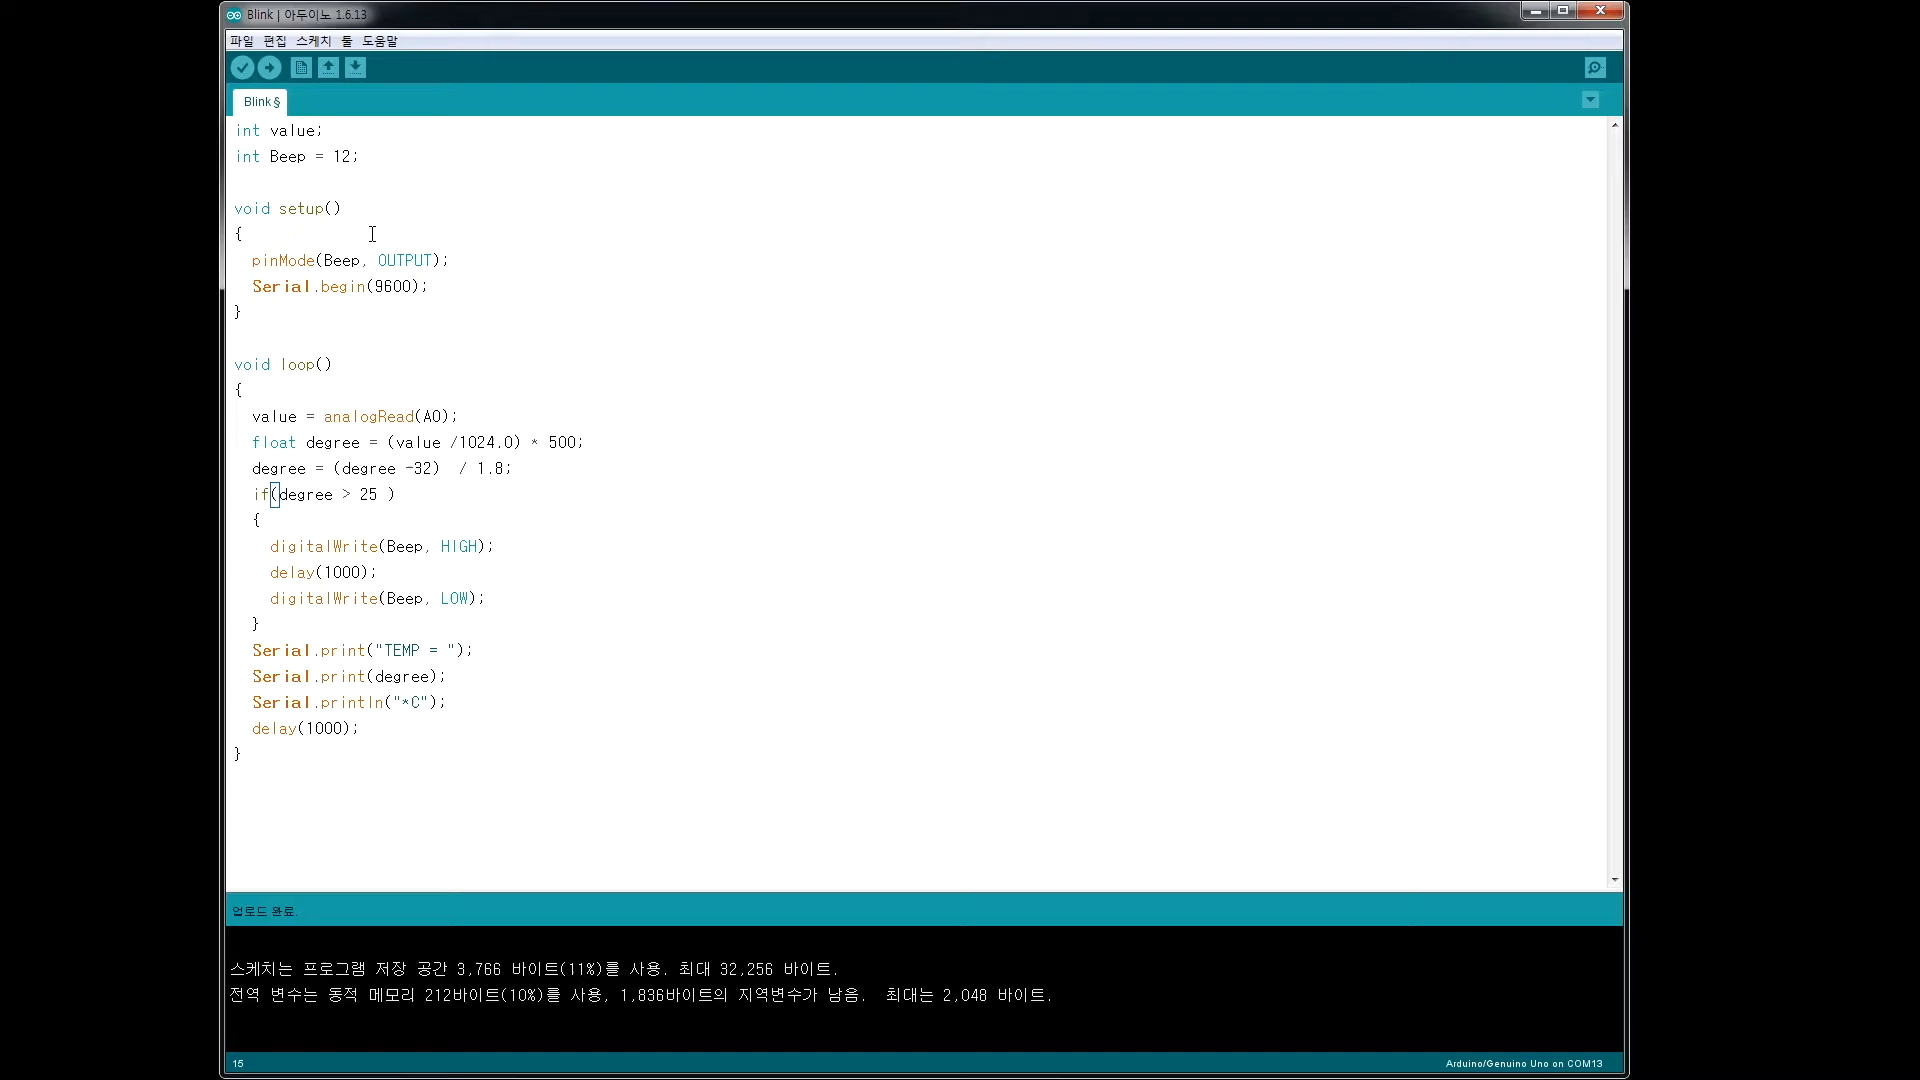 Blink | 아두이노 1.6.13
파일 편집 스케치 툴 도움말
Blink§
int value;
int Beep = 12;
void setup()
{
pinMode(Beep, OUTPUT);
Serial.begin(9600);
}
void loop()
{
value = analogRead(A0);
float degree = (value /1024.0) * 500;
degree = (degree -32)  / 1.8;
if(degree > 25 )
{
digitalWrite(Beep, HIGH);
delay(1000);
digitalWrite(Beep, LOW);
}
Serial.print("TEMP = ");
Serial.print(degree);
Serial.println("*C");
delay(1000);
}
업로드 완료.
스케치는 프로그램 저장 공간 3,766 바이트(11%)를 사용. 최대 32,256 바이트.
전역 변수는 동적 메모리 212바이트(10%)를 사용, 1,836바이트의 지역변수가 남음.  최대는 2,048 바이트.
15
Arduino/Genuino Uno on COM13